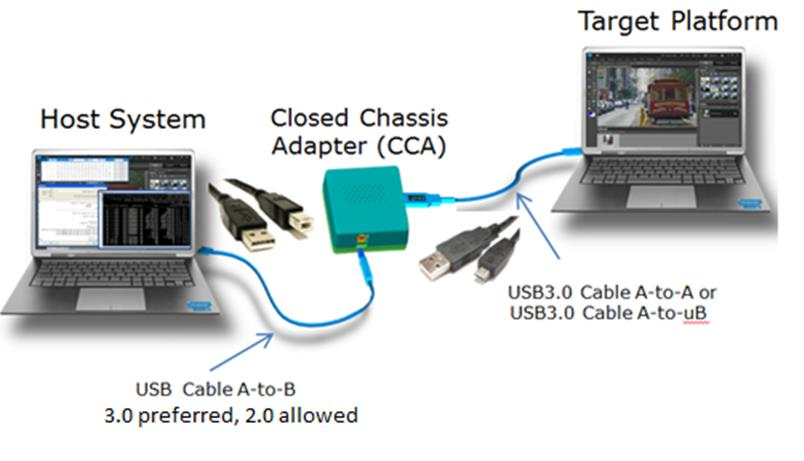 Target Platform
Host System
Closed Chassis
Adapter (CCA)
USB3.0 Cable A-to-A or
USB3.0 Cable A-to-uB
USB Cable A-to-B
3.0 preferred, 2.0 allowed